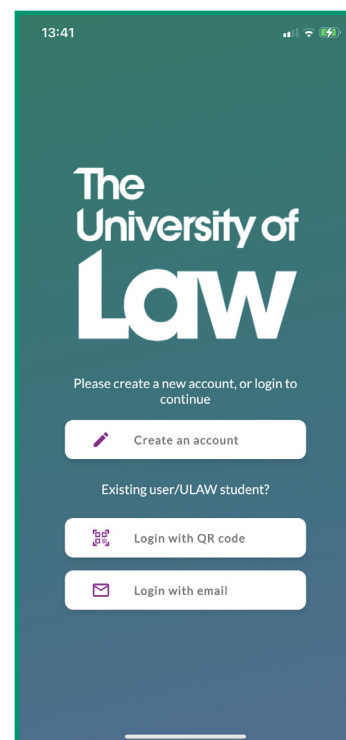 13:41
The
University of
Law
Please create a new account, or login to
continue
Create an account
Existing user/ULAW student?
Login with QR code
Login with email